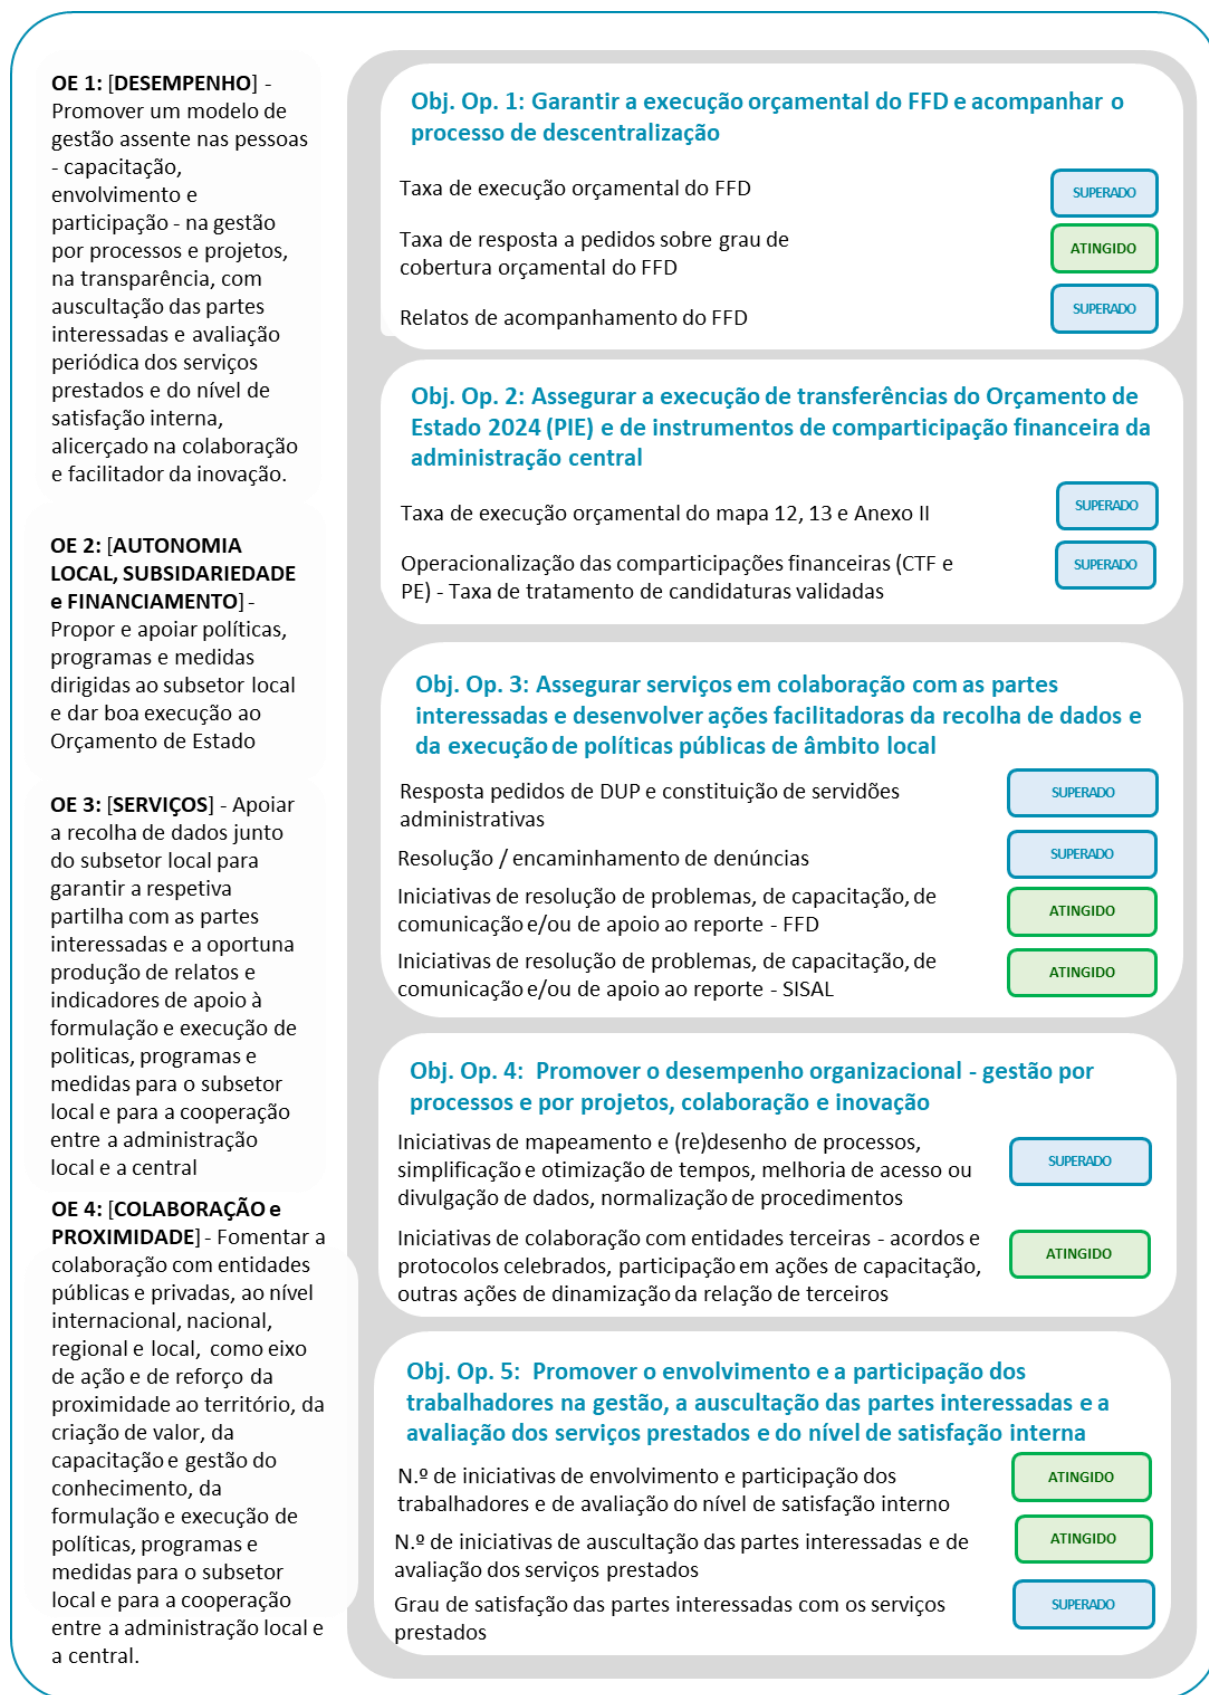 OE 1: [DESEMPENHO] -
Promover um modelo de
gestão assente nas pessoas
- capacitação,
envolvimento e
participação - na gestão
por processos e projetos,
na transparência, com
auscultação das partes
interessadas e avaliação
periódica dos serviços
prestados e do nível de
satisfação interna,
alicerçado na colaboração
e facilitador da inovação.
OE 2: [AUTONOMIA
LOCAL, SUBSIDARIEDADE
e FINANCIAMENTO] -
Propor e apoiar políticas,
programas e medidas
dirigidas ao subsetor local
e dar boa execução ao
Orçamento de Estado
OE 3: [SERVIÇOS] - Apoiar
a recolha de dados junto
do subsetor local para
garantir a respetiva
partilha com as partes
interessadas e a oportuna
produção de relatos e
indicadores de apoio à
formulação e execução de
politicas, programas e
medidas para o subsetor
local e para a cooperação
entre a administração
local e a central
OE 4: [COLABORAÇÃO e
PROXIMIDADE] - Fomentar a
colaboração com entidades
públicas e privadas, ao nível
internacional, nacional,
regional e local, como eixo
de ação e de reforço da
proximidade ao território, da
criação de valor, da
capacitação e gestão do
conhecimento, da
formulação e execução de
políticas, programas e
medidas para o subsetor
local e para a cooperação
entre a administração local e
a central.
Obj. Op. 1: Garantir a execução orçamental do FFD e acompanhar o
processo de descentralização
Taxa de execução orçamental do FFD
SUPERADO
Taxa de resposta a pedidos sobre grau de
cobertura orçamental do FFD
ATINGIDO
Relatos de acompanhamento do FFD
SUPERADO
Obj. Op. 2: Assegurar a execução de transferências do Orçamento de
Estado 2024 (PIE) e de instrumentos de comparticipação financeira da
administração central
Taxa de execução orçamental do mapa 12, 13 e Anexo II
SUPERADO
Operacionalização das comparticipações financeiras (CTF e
PE) - Taxa de tratamento de candidaturas validadas
SUPERADO
Obj. Op. 3: Assegurar serviços em colaboração com as partes
interessadas e desenvolver ações facilitadoras da recolha de dados e
da execução de políticas públicas de âmbito local
Resposta pedidos de DUP e constituição de servidões
administrativas
SUPERADO
Resolução / encaminhamento de denúncias
SUPERADO
Iniciativas de resolução de problemas, de capacitação, de
comunicação e/ou de apoio ao reporte - FFD
ATINGIDO
Iniciativas de resolução de problemas, de capacitação, de
comunicação e/ou de apoio ao reporte - SISAL
ATINGIDO
Obj. Op. 4: Promover o desempenho organizacional - gestão por
processos e por projetos, colaboração e inovação
Iniciativas de mapeamento e (re)desenho de processos,
simplificação e otimização de tempos, melhoria de acesso ou
divulgação de dados, normalização de procedimentos
SUPERADO
Iniciativas de colaboração com entidades terceiras - acordos e
protocolos celebrados, participação em ações de capacitação,
outras ações de dinamização da relação de terceiros
ATINGIDO
Obj. Op. 5: Promover o envolvimento e a participação dos
trabalhadores na gestão, a auscultação das partes interessadas e a
avaliação dos serviços prestados e do nível de satisfação interna
N.º de iniciativas de envolvimento e participação dos
trabalhadores e de avaliação do nível de satisfação interno
ATINGIDO
N.º de iniciativas de auscultação das partes interessadas e de
avaliação dos serviços prestados
ATINGIDO
Grau de satisfação das partes interessadas com os serviços
prestados
SUPERADO